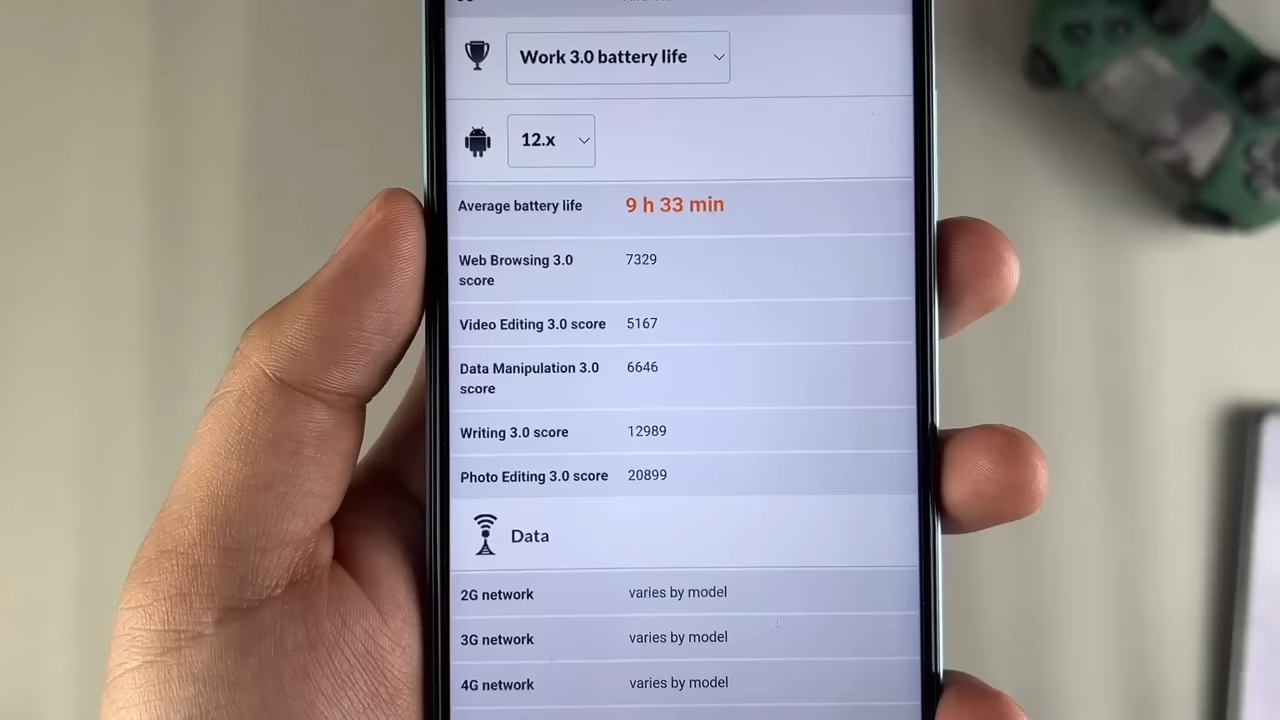 Work 3.0 battery life
12.x
Average battery life 9 h 33 min
Web Browsing 3.0 7329
score
Video Editing 3.0 score 5167
Data Manipulation 3.0 6646
score
Writing 3.0 score 12989
Photo Editing 3.0 score 20899
Data
2G network varies by model
3G network varies by model
4G network varies by model